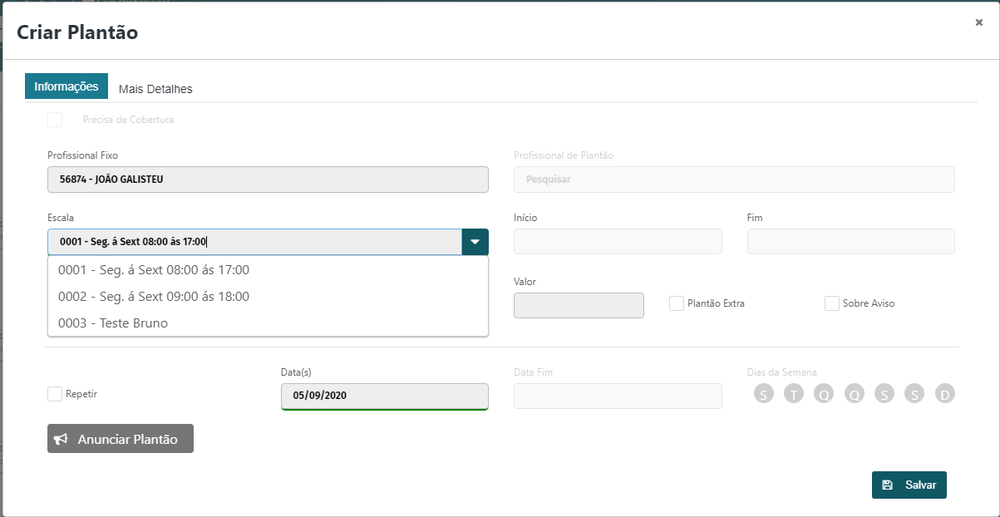 Criar Plantão
×
Informações
Mais Detalhes
Precisa de Cobertura
Profissional Fixo
Profissional de Plantão
56874 - JOÃO GALISTEU
Pesquisar
Escala
Início
Fim
0001 - Seg. á Sext 08:00 ás 17:00
0001 - Seg. á Sext 08:00 ás 17:00
0002 - Seg. á Sext 09:00 ás 18:00
0003 - Teste Bruno
Valor
Plantão Extra
Sobre Aviso
Repetir
Data(s)
05/09/2020
Data Fim
Dias da Semana
S T Q Q S S D
Anunciar Plantão
Salvar